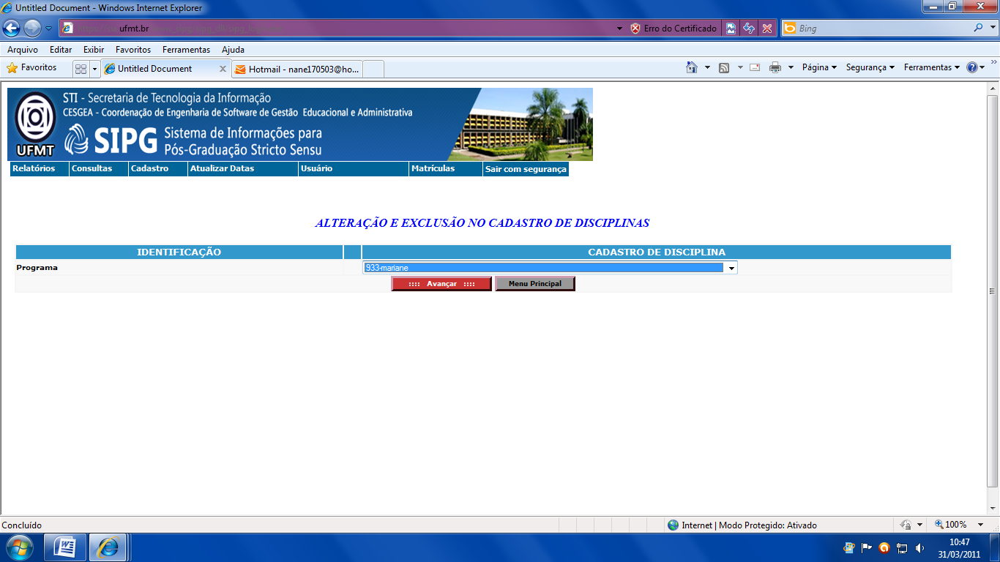 Untitled Document - Windows Internet Explorer
ufmt.br
Erro do Certificado
Bing
Arquivo Editar Exibir Favoritos Ferramentas Ajuda
Favoritos
Untitled Document
Hotmail - nane170503@ho...
Página
Segurança
Ferramentas
STI - Secretaria de Tecnologia da Informação
CESGEA - Coordenação de Engenharia de Software de Gestão Educacional e Administrativa
UFMT
SIPG
Sistema de Informações para
Pós-Graduação Stricto Sensu
Relatórios Consultas Cadastro Atualizar Datas Usuário Matrículas Sair com segurança
ALTERAÇÃO E EXCLUSÃO NO CADASTRO DE DISCIPLINAS
IDENTIFICAÇÃO CADASTRO DE DISCIPLINA
Programa 933-mariane
:::: Avançar :::: Menu Principal
Concluído
Internet | Modo Protegido: Ativado
100%
10:47
31/03/2011